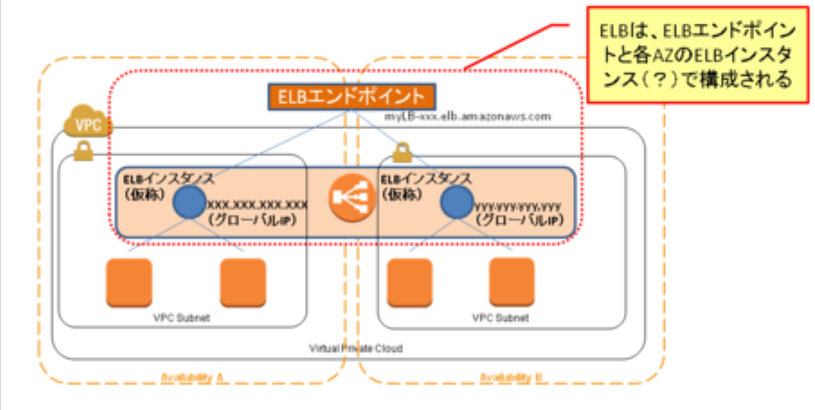 ELBは、ELBエンドポイン
トと各AZのELBインスタ
ンス(?)で構成される
ELBエンドポイント
myLB-xxx.elb.amazonaws.com
VPC
ELBインスタンス
(仮称)
xxx.xxx.xxx.xxx
(グローバルIP)
ELBインスタンス
(仮称)
yyy.yyy.yyy.yyy
(グローバルIP)
VPC Subnet
VPC Subnet
Virtual Private Cloud
Availability A
Availability B